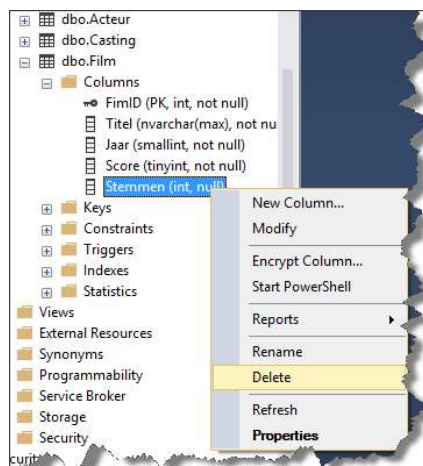 dbo.Acteur
dbo.Casting
dbo.Film
Columns
FimID (PK, int, not null)
Titel (nvarchar(max), not nu
Jaar (smallint, not null)
Score (tinyint, not null)
Stemmen (int, null)
Keys
Constraints
Triggers
Indexes
Statistics
Views
External Resources
Synonyms
Programmability
Service Broker
Storage
Security
curit
New Column...
Modify
Encrypt Column...
Start PowerShell
Reports
Rename
Delete
Refresh
Properties